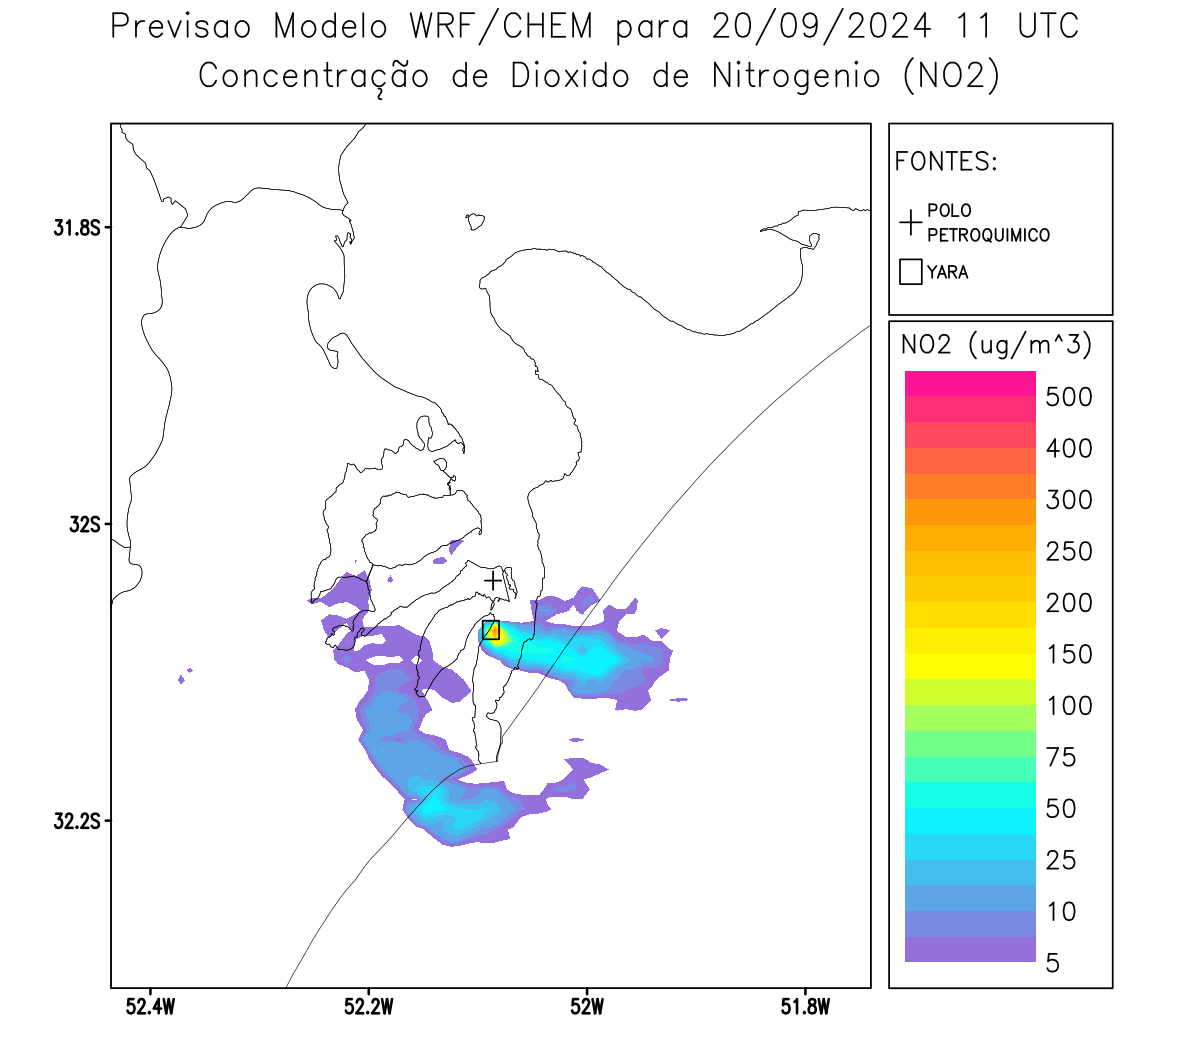 Previsao Modelo WRF/CHEM para 20/09/2024 11 UTC
Concentração de Dioxido de Nitrogenio (NO2)
FONTES:
POLO
PETROQUIMICO
YARA
NO2 (ug/m^3)
500
400
300
250
200
150
100
75
50
25
10
5
31.8S
32S
32.2S
52.4W
52.2W
52W
51.8W